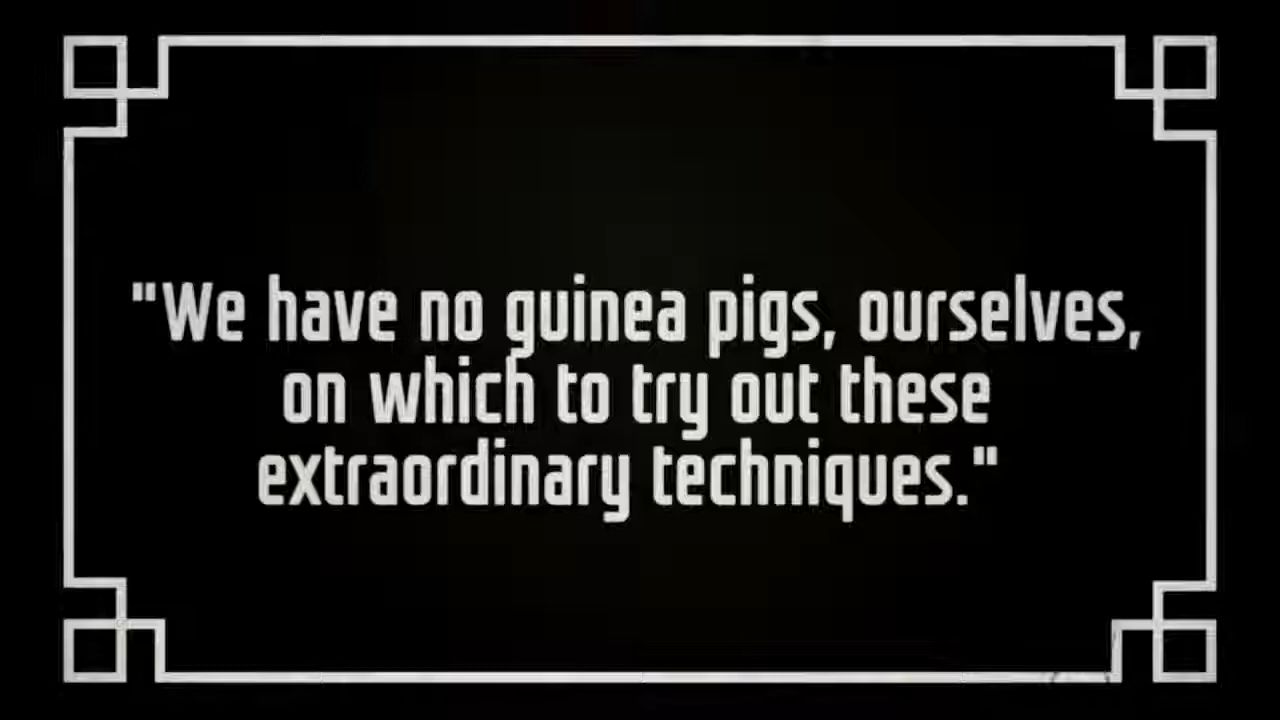 "We have no guinea pigs, ourselves,
on which to try out these
extraordinary techniques."